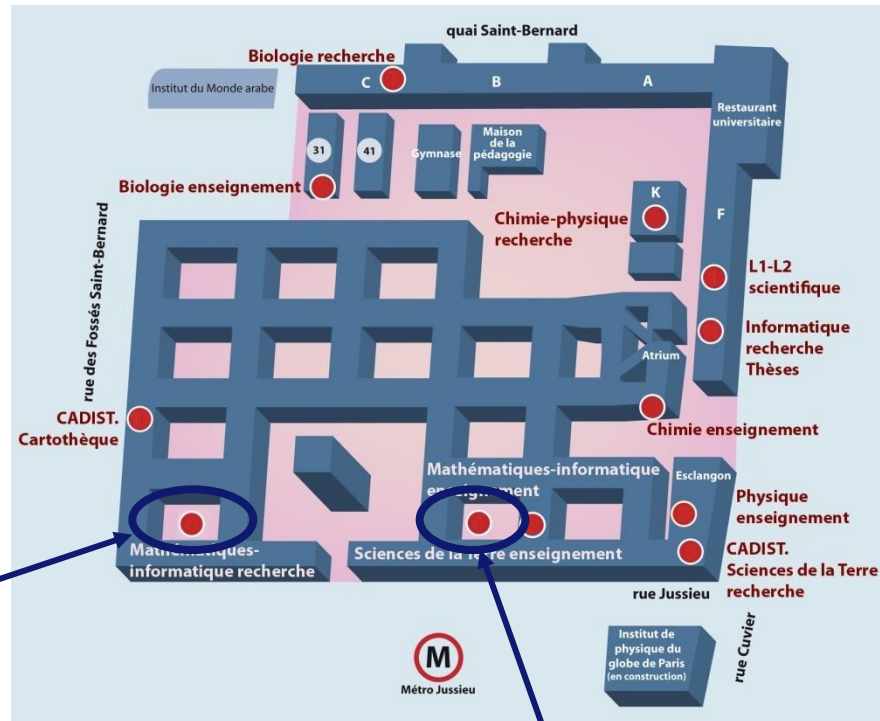 quai Saint-Bernard
Biologie recherche
Institut du Monde arabe
C
B
A
Restaurant
universitaire
31
41
Gymnase
Maison
de la
pédagogie
Biologie enseignement
K
F
Chimie-physique
recherche
rue des Fossés Saint-Bernard
L1-L2
scientifique
Informatique
recherche
Thèses
Atrium
CADIST.
Cartothèque
Chimie enseignement
Mathématiques-informatique
enseignement
Esclangon
Physique
enseignement
Mathématiques-
informatique recherche
Sciences de la Terre enseignement
CADIST.
Sciences de la Terre
recherche
rue Jussieu
rue Cuvier
M
Métro Jussieu
Institut de
physique du
globe de Paris
(en construction)